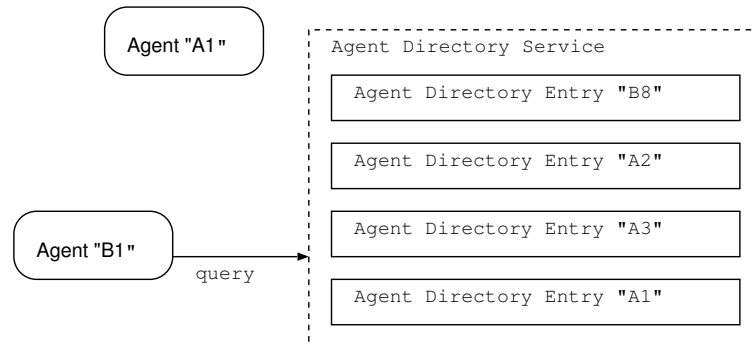 Agent "A1"
Agent Directory Service
Agent Directory Entry "B8"
Agent Directory Entry "A2"
Agent Directory Entry "A3"
Agent "B1"
query
Agent Directory Entry "A1"